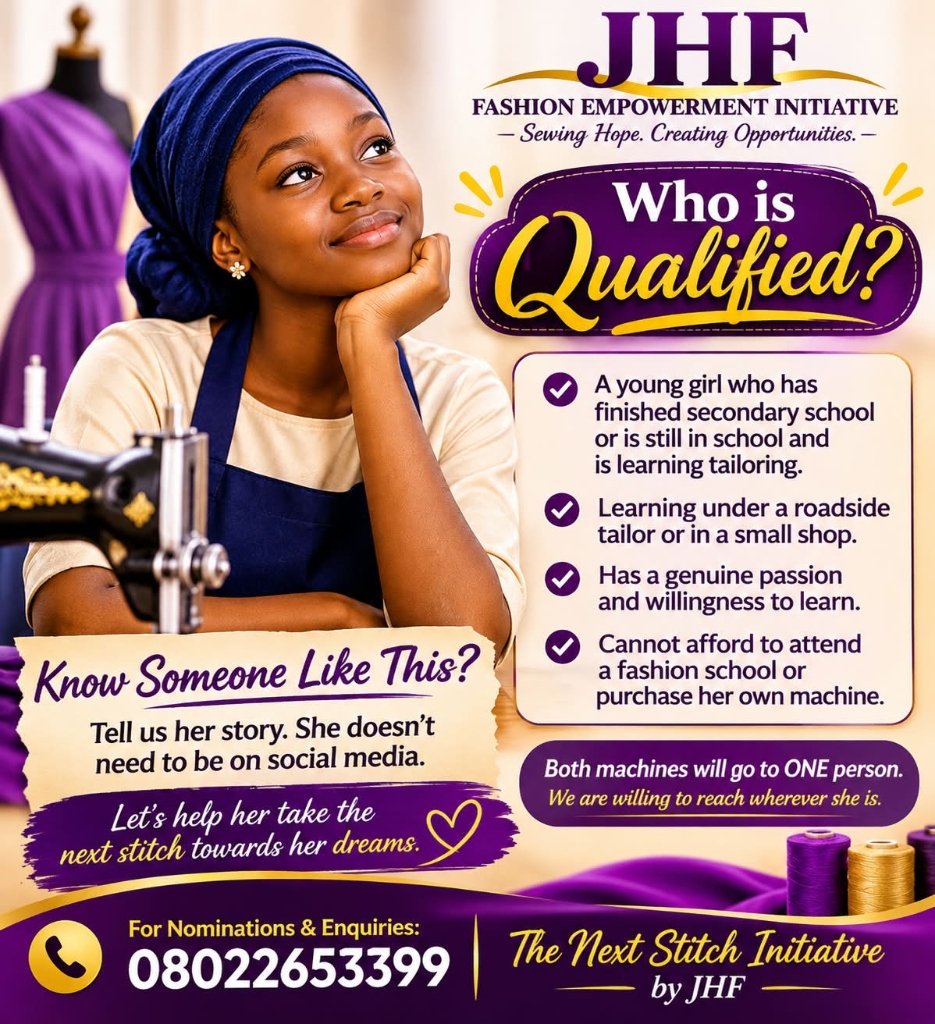 JHF
FASHION EMPOWERMENT INITIATIVE
— Sewing Hope. Creating Opportunities. —
Who is
Qualified?
A young girl who has
finished secondary school
or is still in school and
is learning tailoring.
Learning under a roadside
tailor or in a small shop.
Has a genuine passion
and willingness to learn.
Cannot afford to attend
a fashion school or
purchase her own machine.
Know Someone Like This?
Tell us her story. She doesn't
need to be on social media.
Let's help her take the
next stitch towards her dreams.
Both machines will go to ONE person.
We are willing to reach wherever she is.
For Nominations & Enquiries:
08022653399
The Next Stitch Initiative
by JHF